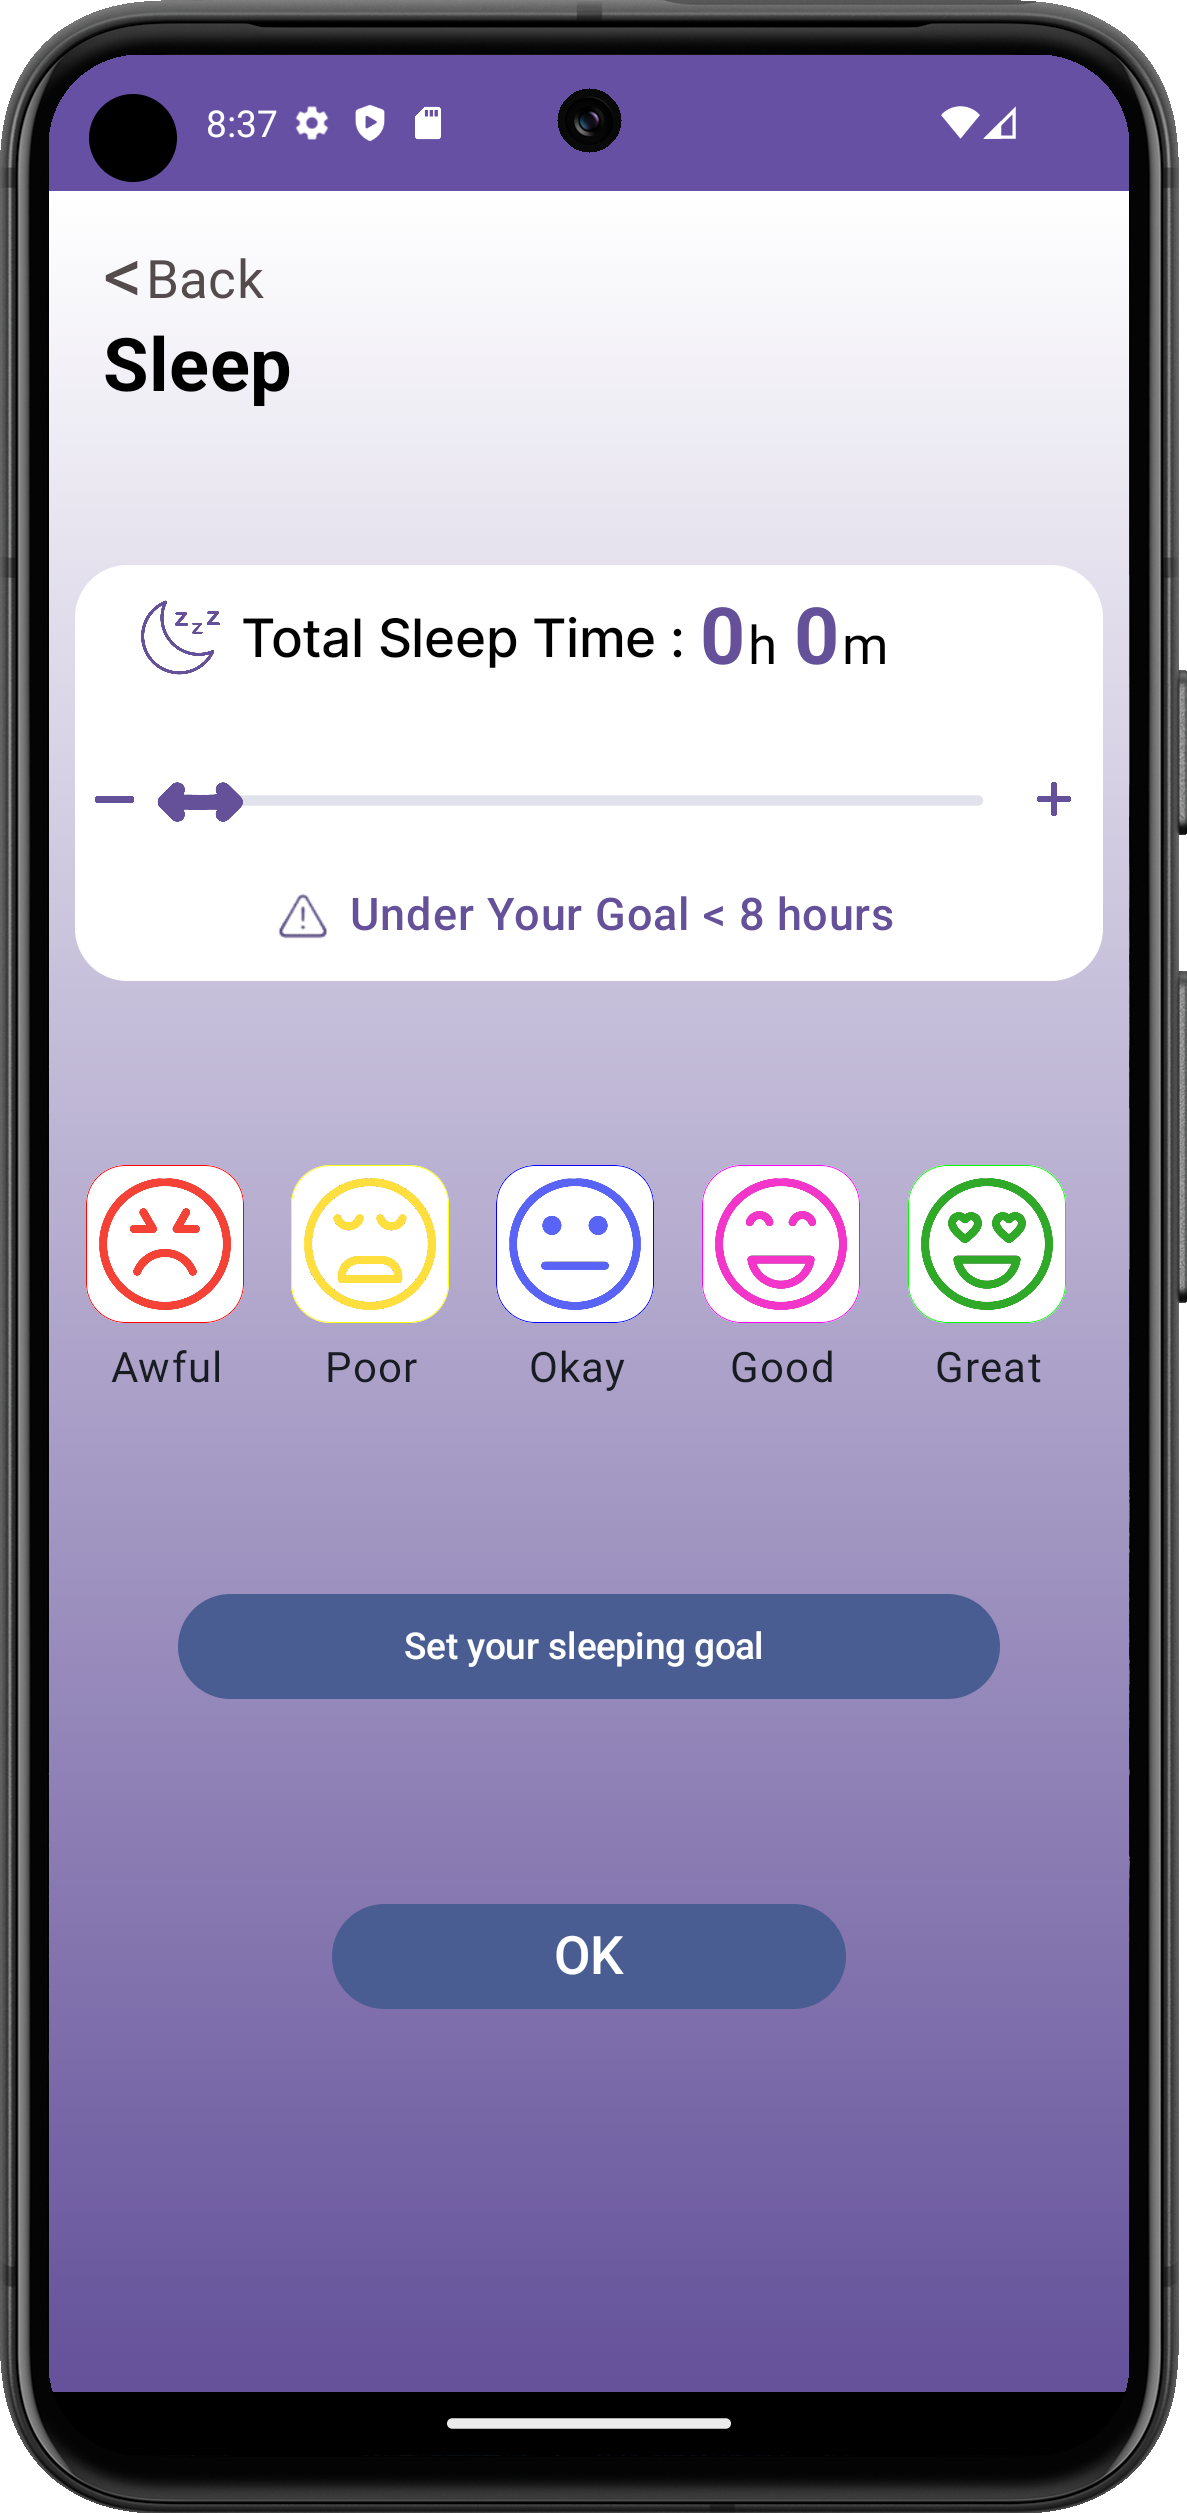 8:37
<Back
Sleep
z z z
Total Sleep Time : 0h 0m
Under Your Goal < 8 hours
Awful Poor Okay Good Great
Set your sleeping goal
OK